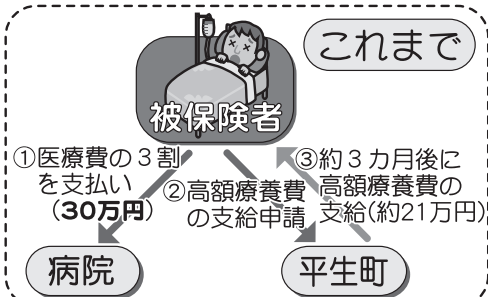 これまで
被保険者
①医療費の3割
を支払い
(30万円)
②高額療養費
の支給申請
③約3カ月後に
高額療養費の
支給(約21万円)
病院
平生町